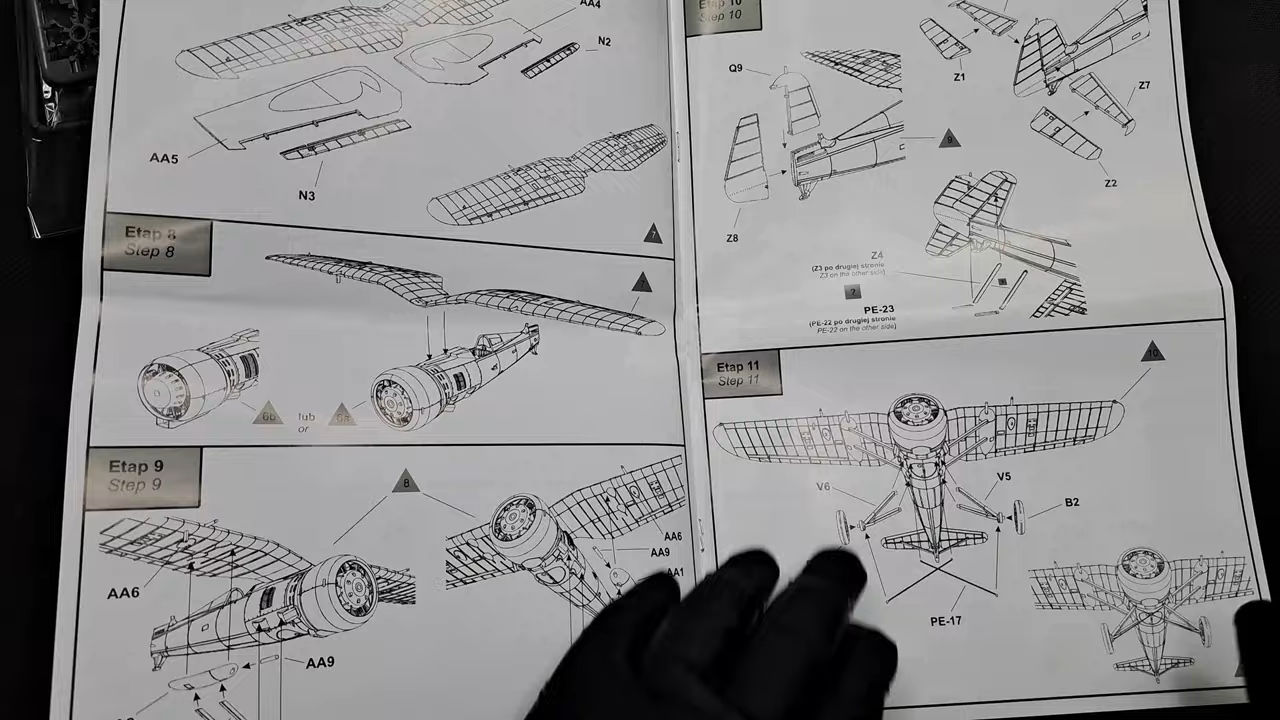 AA4
N2
AA5
N3
7
Etap 8
Step 8
7
6b
lub
or
6a
Etap 9
Step 9
8
AA6
AA9
AA6
AA9
AA1
Etap 10
Step 10
Q9
Z1
Z7
9
Z2
Z8
Z4
(Z3 po drugiej stronie
Z3 on the other side)
?
PE-23
(PE-22 po drugiej stronie
PE-22 on the other side)
Etap 11
Step 11
10
V6
V5
B2
PE-17